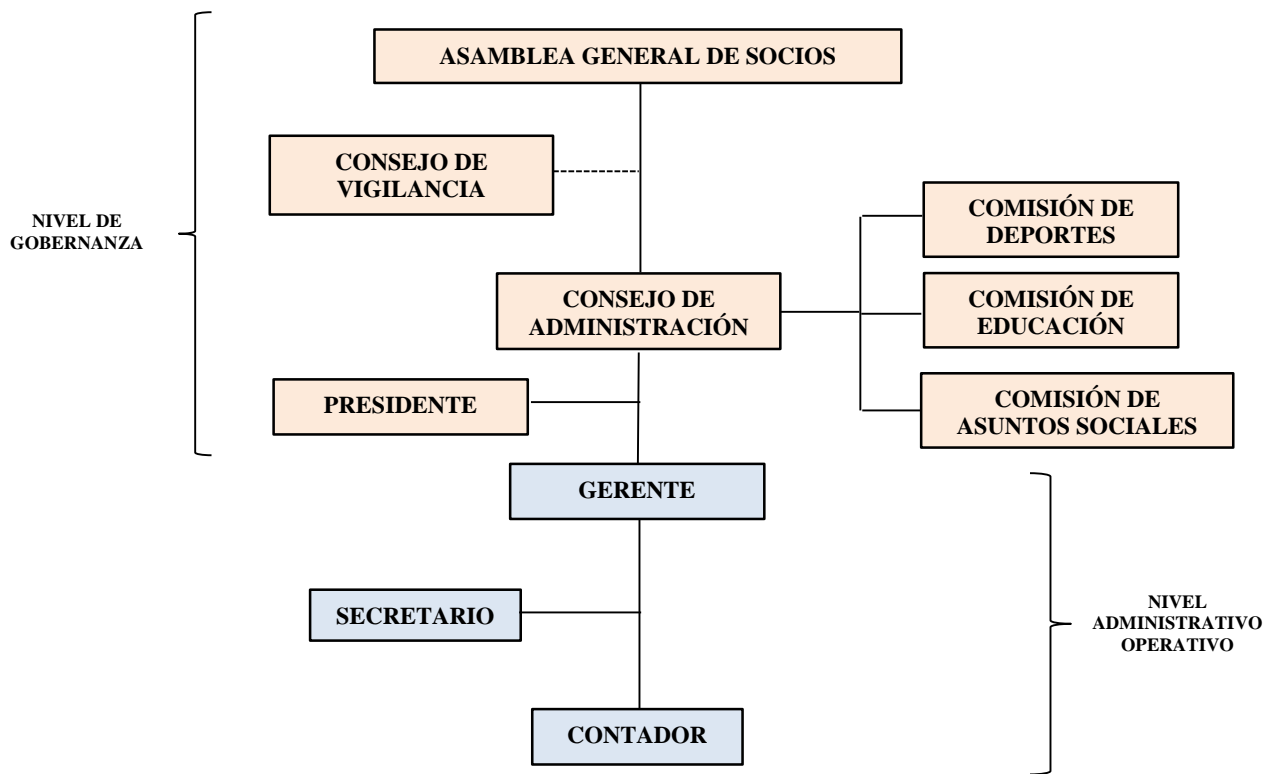 ASAMBLEA GENERAL DE SOCIOS
CONSEJO DE
VIGILANCIA
NIVEL DE
GOBERNANZA
COMISIÓN DE
DEPORTES
CONSEJO DE
ADMINISTRACIÓN
COMISIÓN DE
EDUCACIÓN
PRESIDENTE
COMISIÓN DE
ASUNTOS SOCIALES
GERENTE
SECRETARIO
NIVEL
ADMINISTRATIVO
OPERATIVO
CONTADOR